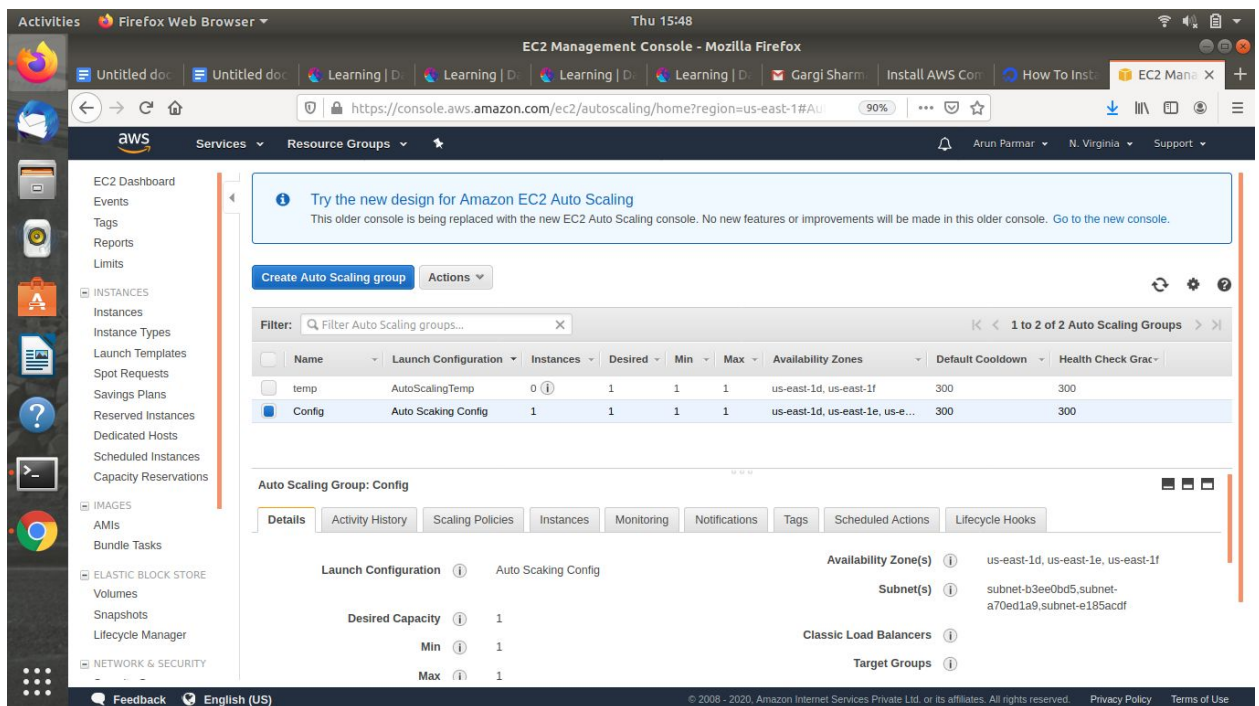 Activities Firefox Web Browser Thu 15:48
EC2 Management Console - Mozilla Firefox
Untitled doc Untitled doc Learning | Da Learning | Da Learning | Da Learning | Da Gargi Sharm Install AWS Com How To Insta EC2 Mana
https://console.aws.amazon.com/ec2/autoscaling/home?region=us-east-1#Au 90%
aws Services Resource Groups Arun Parmar N. Virginia Support
EC2 Dashboard
Events
Tags
Reports
Limits
INSTANCES
Instances
Instance Types
Launch Templates
Spot Requests
Savings Plans
Reserved Instances
Dedicated Hosts
Scheduled Instances
Capacity Reservations
IMAGES
AMIs
Bundle Tasks
ELASTIC BLOCK STORE
Volumes
Snapshots
Lifecycle Manager
NETWORK & SECURITY
Try the new design for Amazon EC2 Auto Scaling
This older console is being replaced with the new EC2 Auto Scaling console. No new features or improvements will be made in this older console. Go to the new console.
Create Auto Scaling group Actions
Filter: Filter Auto Scaling groups... 1 to 2 of 2 Auto Scaling Groups
Name Launch Configuration Instances Desired Min Max Availability Zones Default Cooldown Health Check Grac
temp AutoScalingTemp 0 1 1 1 us-east-1d, us-east-1f 300 300
Config Auto Scaking Config 1 1 1 1 us-east-1d, us-east-1e, us-e... 300 300
Auto Scaling Group: Config
Details Activity History Scaling Policies Instances Monitoring Notifications Tags Scheduled Actions Lifecycle Hooks
Launch Configuration Auto Scaking Config
Desired Capacity 1
Min 1
Max 1
Availability Zone(s) us-east-1d, us-east-1e, us-east-1f
Subnet(s) subnet-b3ee0bd5,subnet-
a70ed1a9,subnet-e185acdf
Classic Load Balancers
Target Groups
Feedback English (US) © 2008 - 2020, Amazon Internet Services Private Ltd. or its affiliates. All rights reserved. Privacy Policy Terms of Use